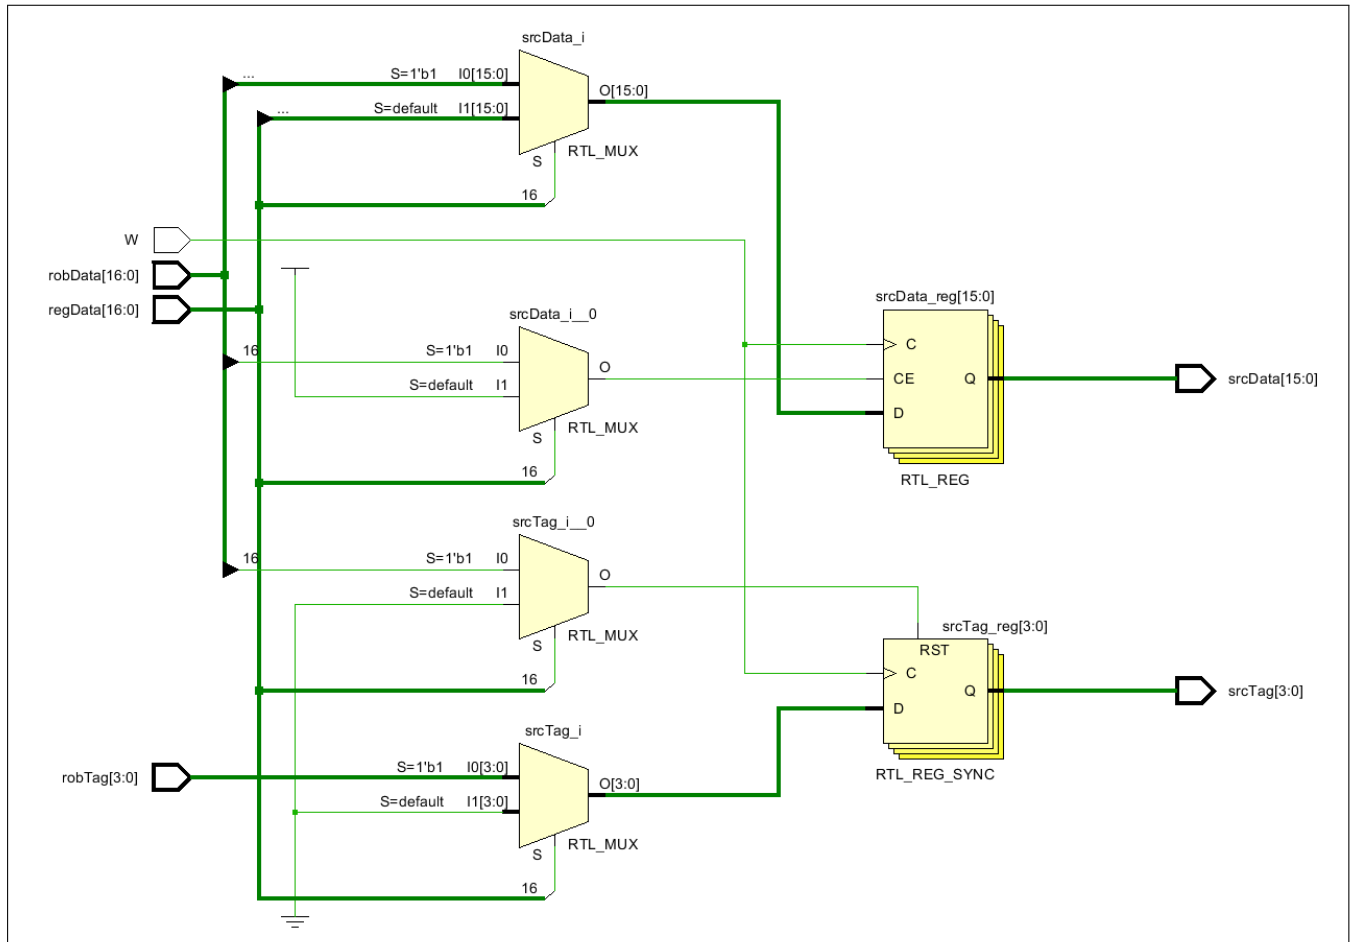 srcData_i
...
S=1'b1 I0[15:0]
O[15:0]
...
S=default I1[15:0]
S
RTL_MUX
16
W
robData[16:0]
regData[16:0]
srcData_reg[15:0]
srcData_i__0
16
S=1'b1 I0
C
O
S=default I1
CE Q
srcData[15:0]
D
S
RTL_MUX
16
RTL_REG
srcTag_i__0
16
S=1'b1 I0
O
S=default I1
S
RTL_MUX
srcTag_reg[3:0]
RST
C
16
Q
srcTag[3:0]
D
srcTag_i
robTag[3:0]
S=1'b1 I0[3:0]
O[3:0]
RTL_REG_SYNC
S=default I1[3:0]
S
RTL_MUX
16